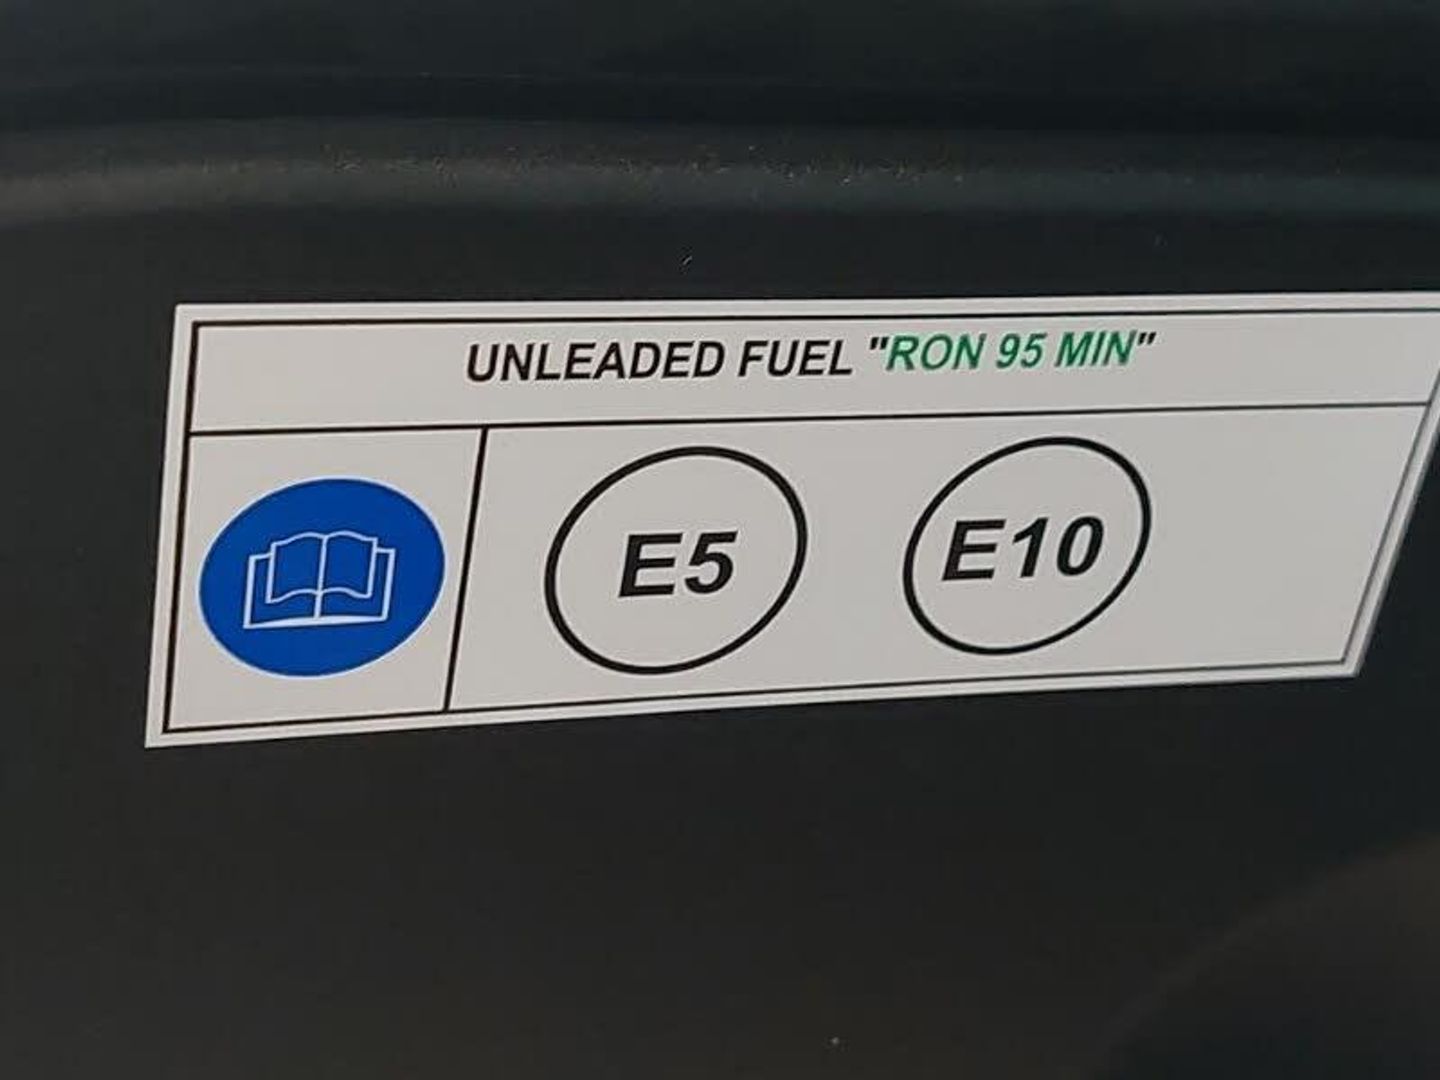 UNLEADED FUEL "RON 95 MIN"
E5 E10